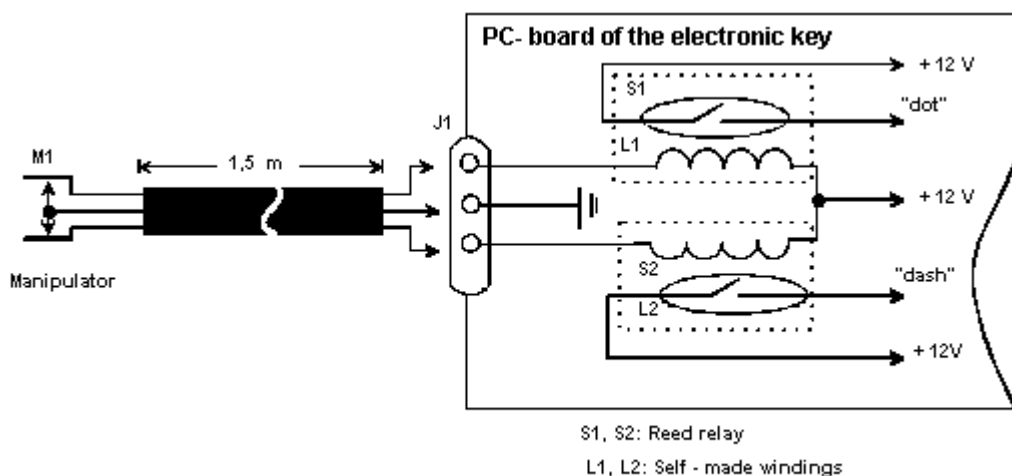 PC- board of the electronic key
+ 12 V
S1
"dot"
J1
L1
M1
1,5 m
+ 12 V
S2
Manipulator
"dash"
L2
+ 12V
S1, S2: Reed relay
L1, L2: Self - made windings